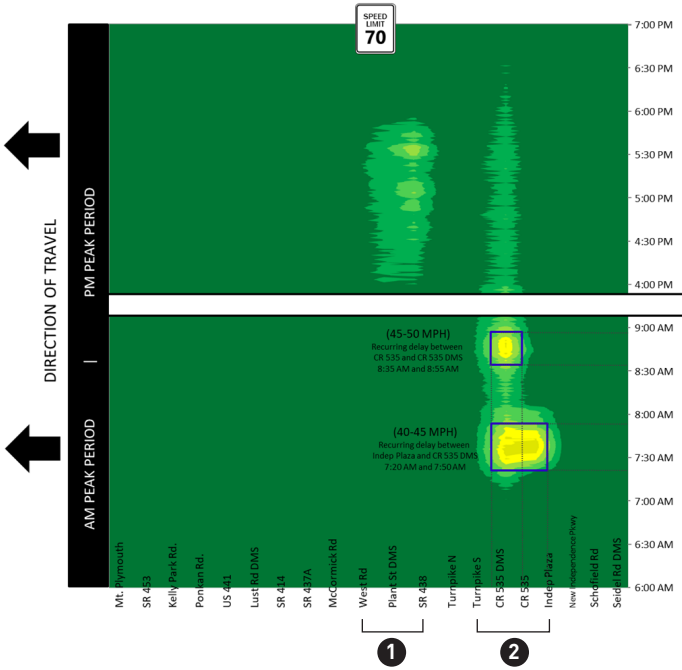 SPEED
LIMIT
70
7:00 PM
6:30 PM
6:00 PM
5:30 PM
5:00 PM
4:30 PM
4:00 PM
9:00 AM
8:30 AM
8:00 AM
7:30 AM
7:00 AM
6:30 AM
6:00 AM
DIRECTION OF TRAVEL
PM PEAK PERIOD
|
AM PEAK PERIOD
(45-50 MPH)
Recurring delay between
CR 535 and CR 535 DMS
8:35 AM and 8:55 AM
(40-45 MPH)
Recurring delay between
Indep Plaza and CR 535 DMS
7:20 AM and 7:50 AM
Mt. Plymouth
SR 453
Kelly Park Rd.
Ponkan Rd.
US 441
Lust Rd DMS
SR 414
SR 437A
McCormick Rd
West Rd
Plant St DMS
SR 438
Turnpike N
Turnpike S
CR 535 DMS
CR 535
Indep Plaza
New Independence Pkwy
Schofield Rd
Seidel Rd DMS
1
2